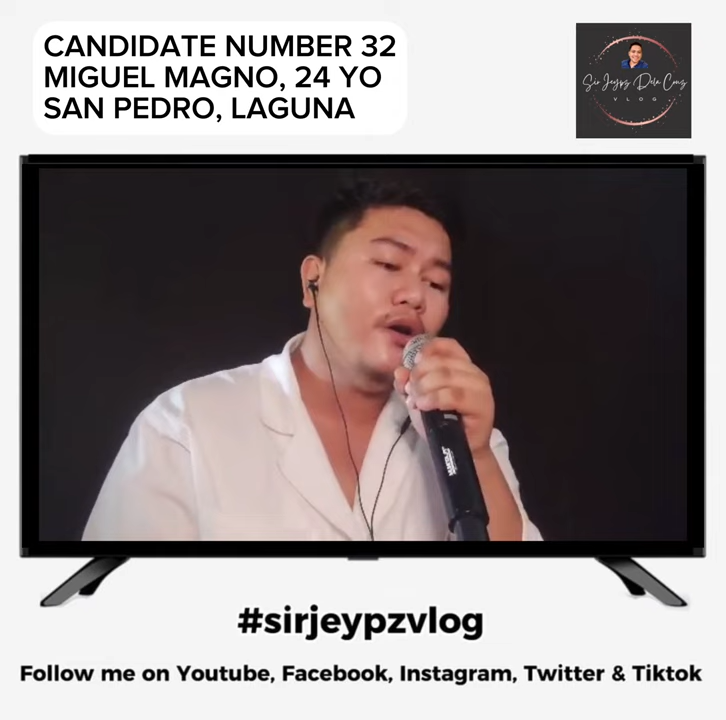 CANDIDATE NUMBER 32
MIGUEL MAGNO, 24 YO
SAN PEDRO, LAGUNA
Sir Jeypz Dela Cruz
VLOG
#sirjeypzvlog
Follow me on Youtube, Facebook, Instagram, Twitter & Tiktok